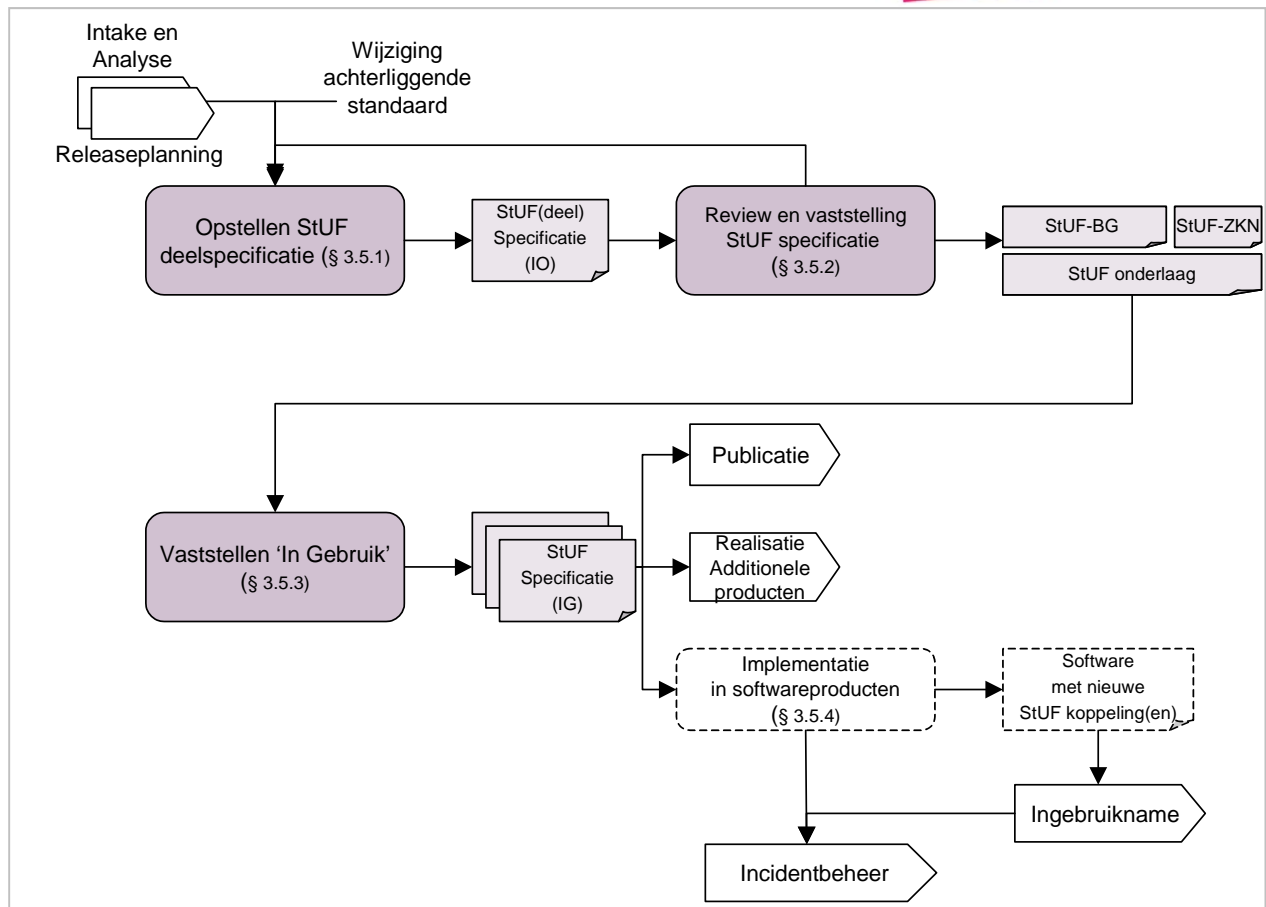 Intake en
Analyse
Wijziging
achterliggende
standaard
Releaseplanning
Opstellen StUF
deelspecificatie (§ 3.5.1)
StUF(deel)
Specificatie
(IO)
Review en vaststelling
StUF specificatie
(§ 3.5.2)
StUF-BG
StUF-ZKN
StUF onderlaag
Vaststellen ‘In Gebruik’
(§ 3.5.3)
StUF
Specificatie
(IG)
Publicatie
Realisatie
Additionele
producten
Implementatie
in softwareproducten
(§ 3.5.4)
Software
met nieuwe
StUF koppeling(en)
Ingebruikname
Incidentbeheer